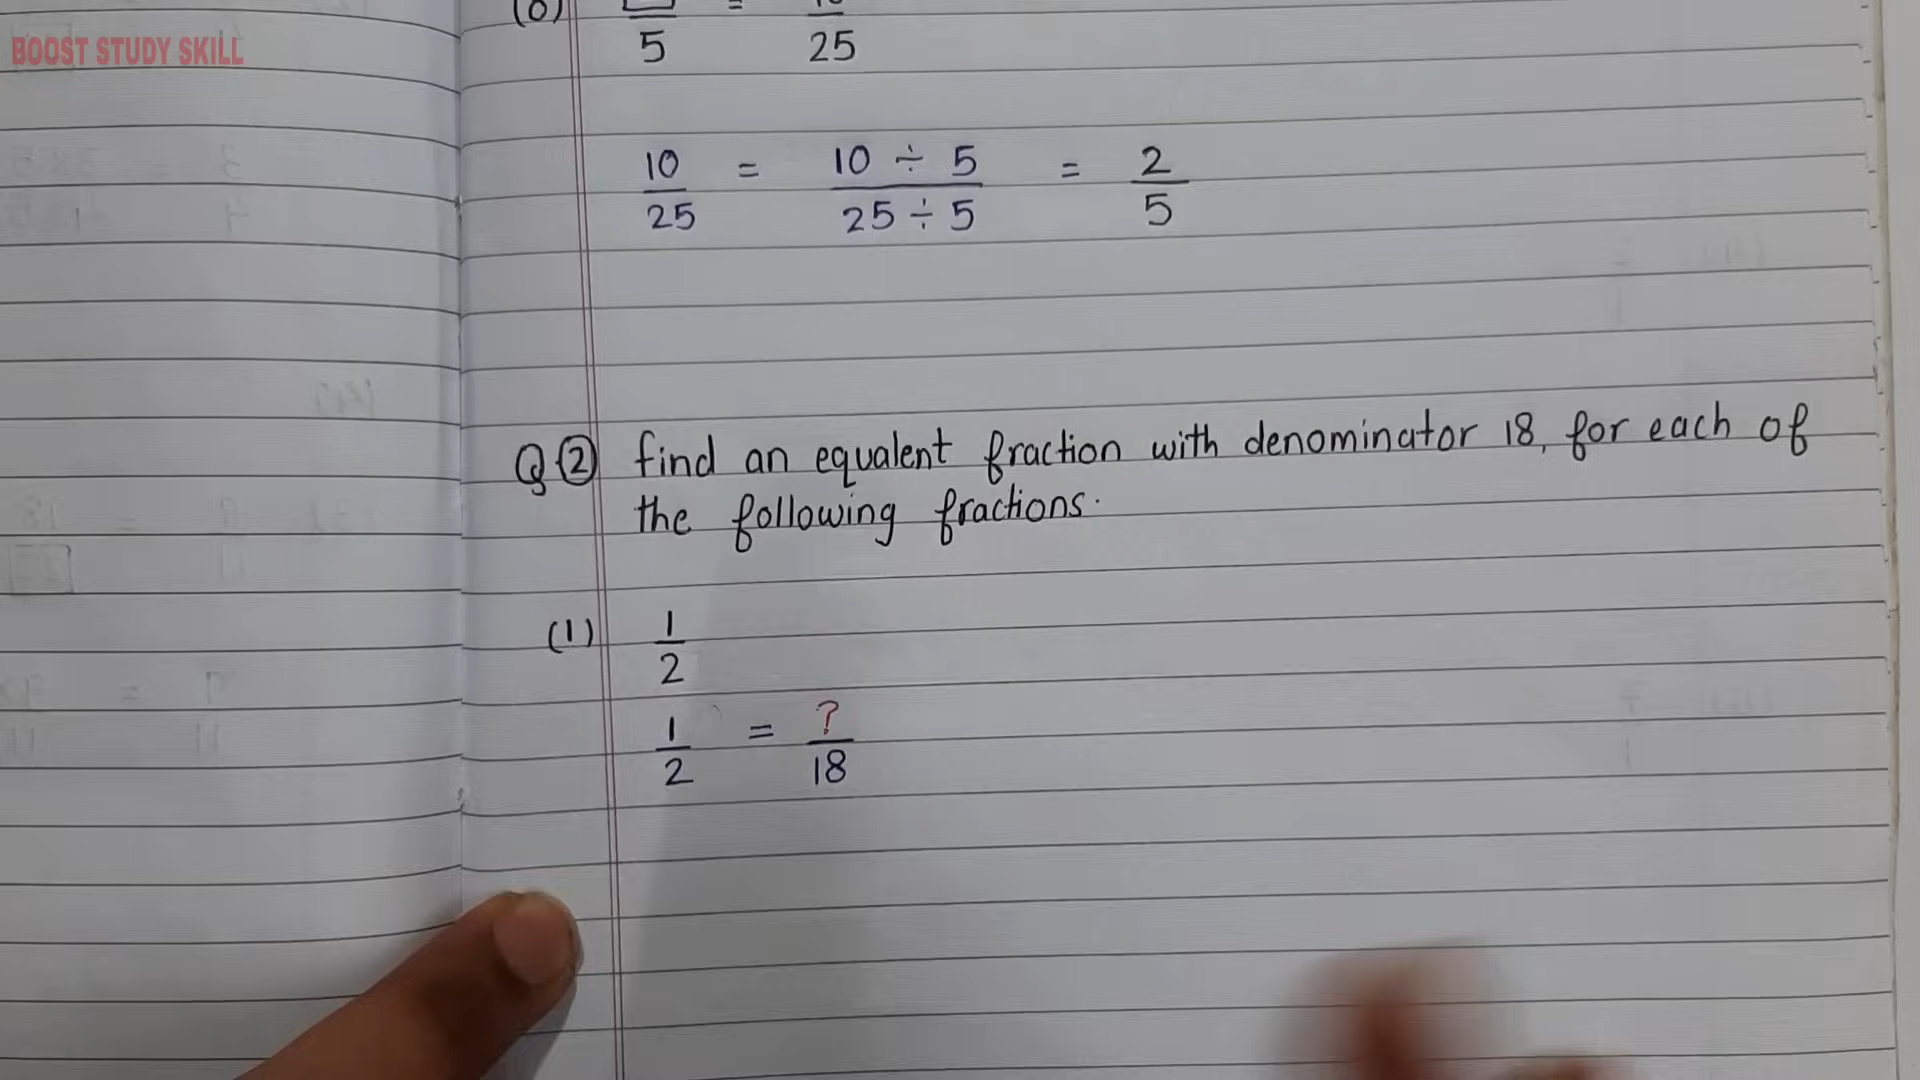 BOOST STUDY SKILL
5 25
10/25 = 10 ÷ 5/25 ÷ 5 = 2/5
Q② find an equalent fraction with denominator 18, for each of
the following fractions.
(1) 1/2
1/2 = ?/18